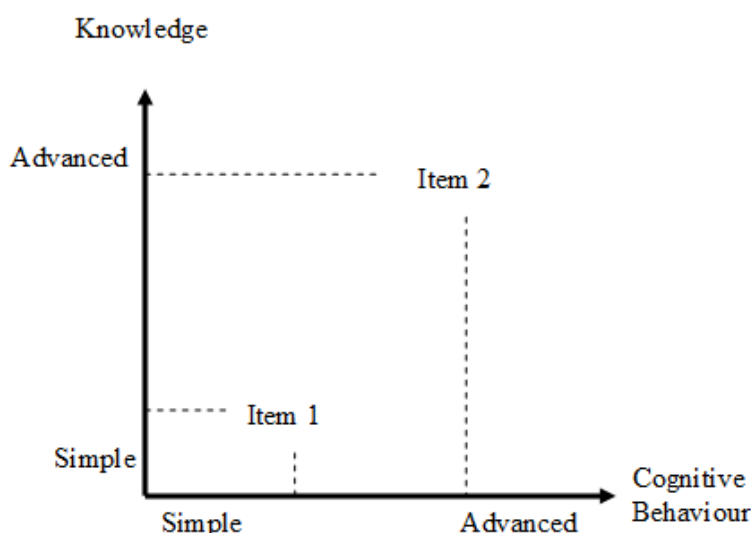 Knowledge
Advanced
Item 2
Item 1
Simple
Cognitive
Behaviour
Simple
Advanced